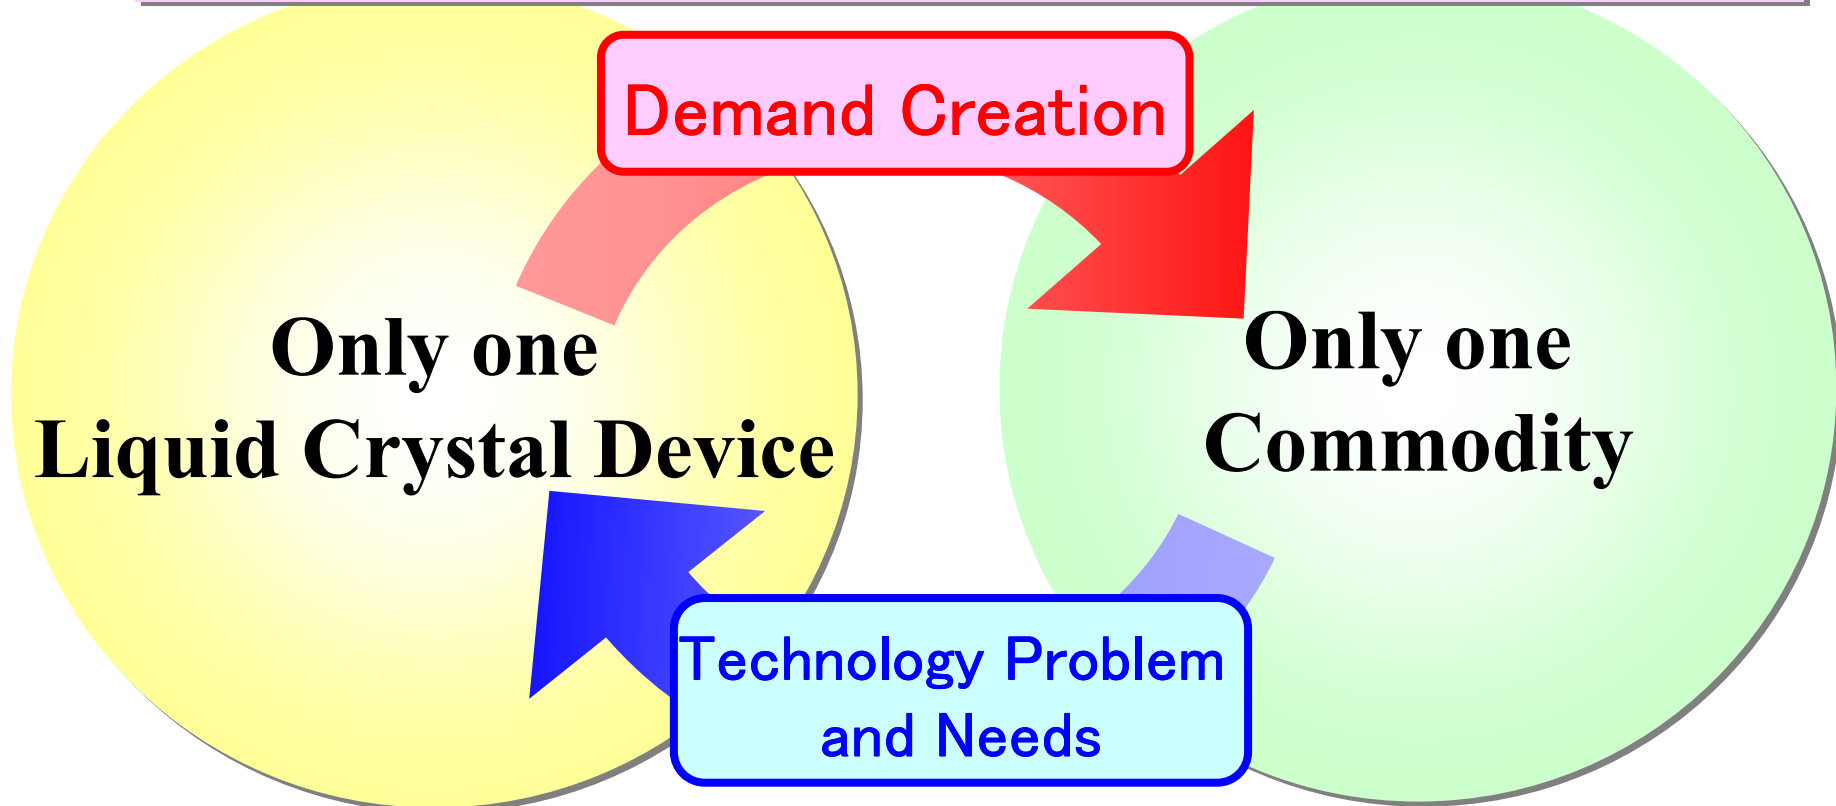 Demand Creation
Only one
Liquid Crystal Device
Only one
Commodity
Technology Problem
and Needs